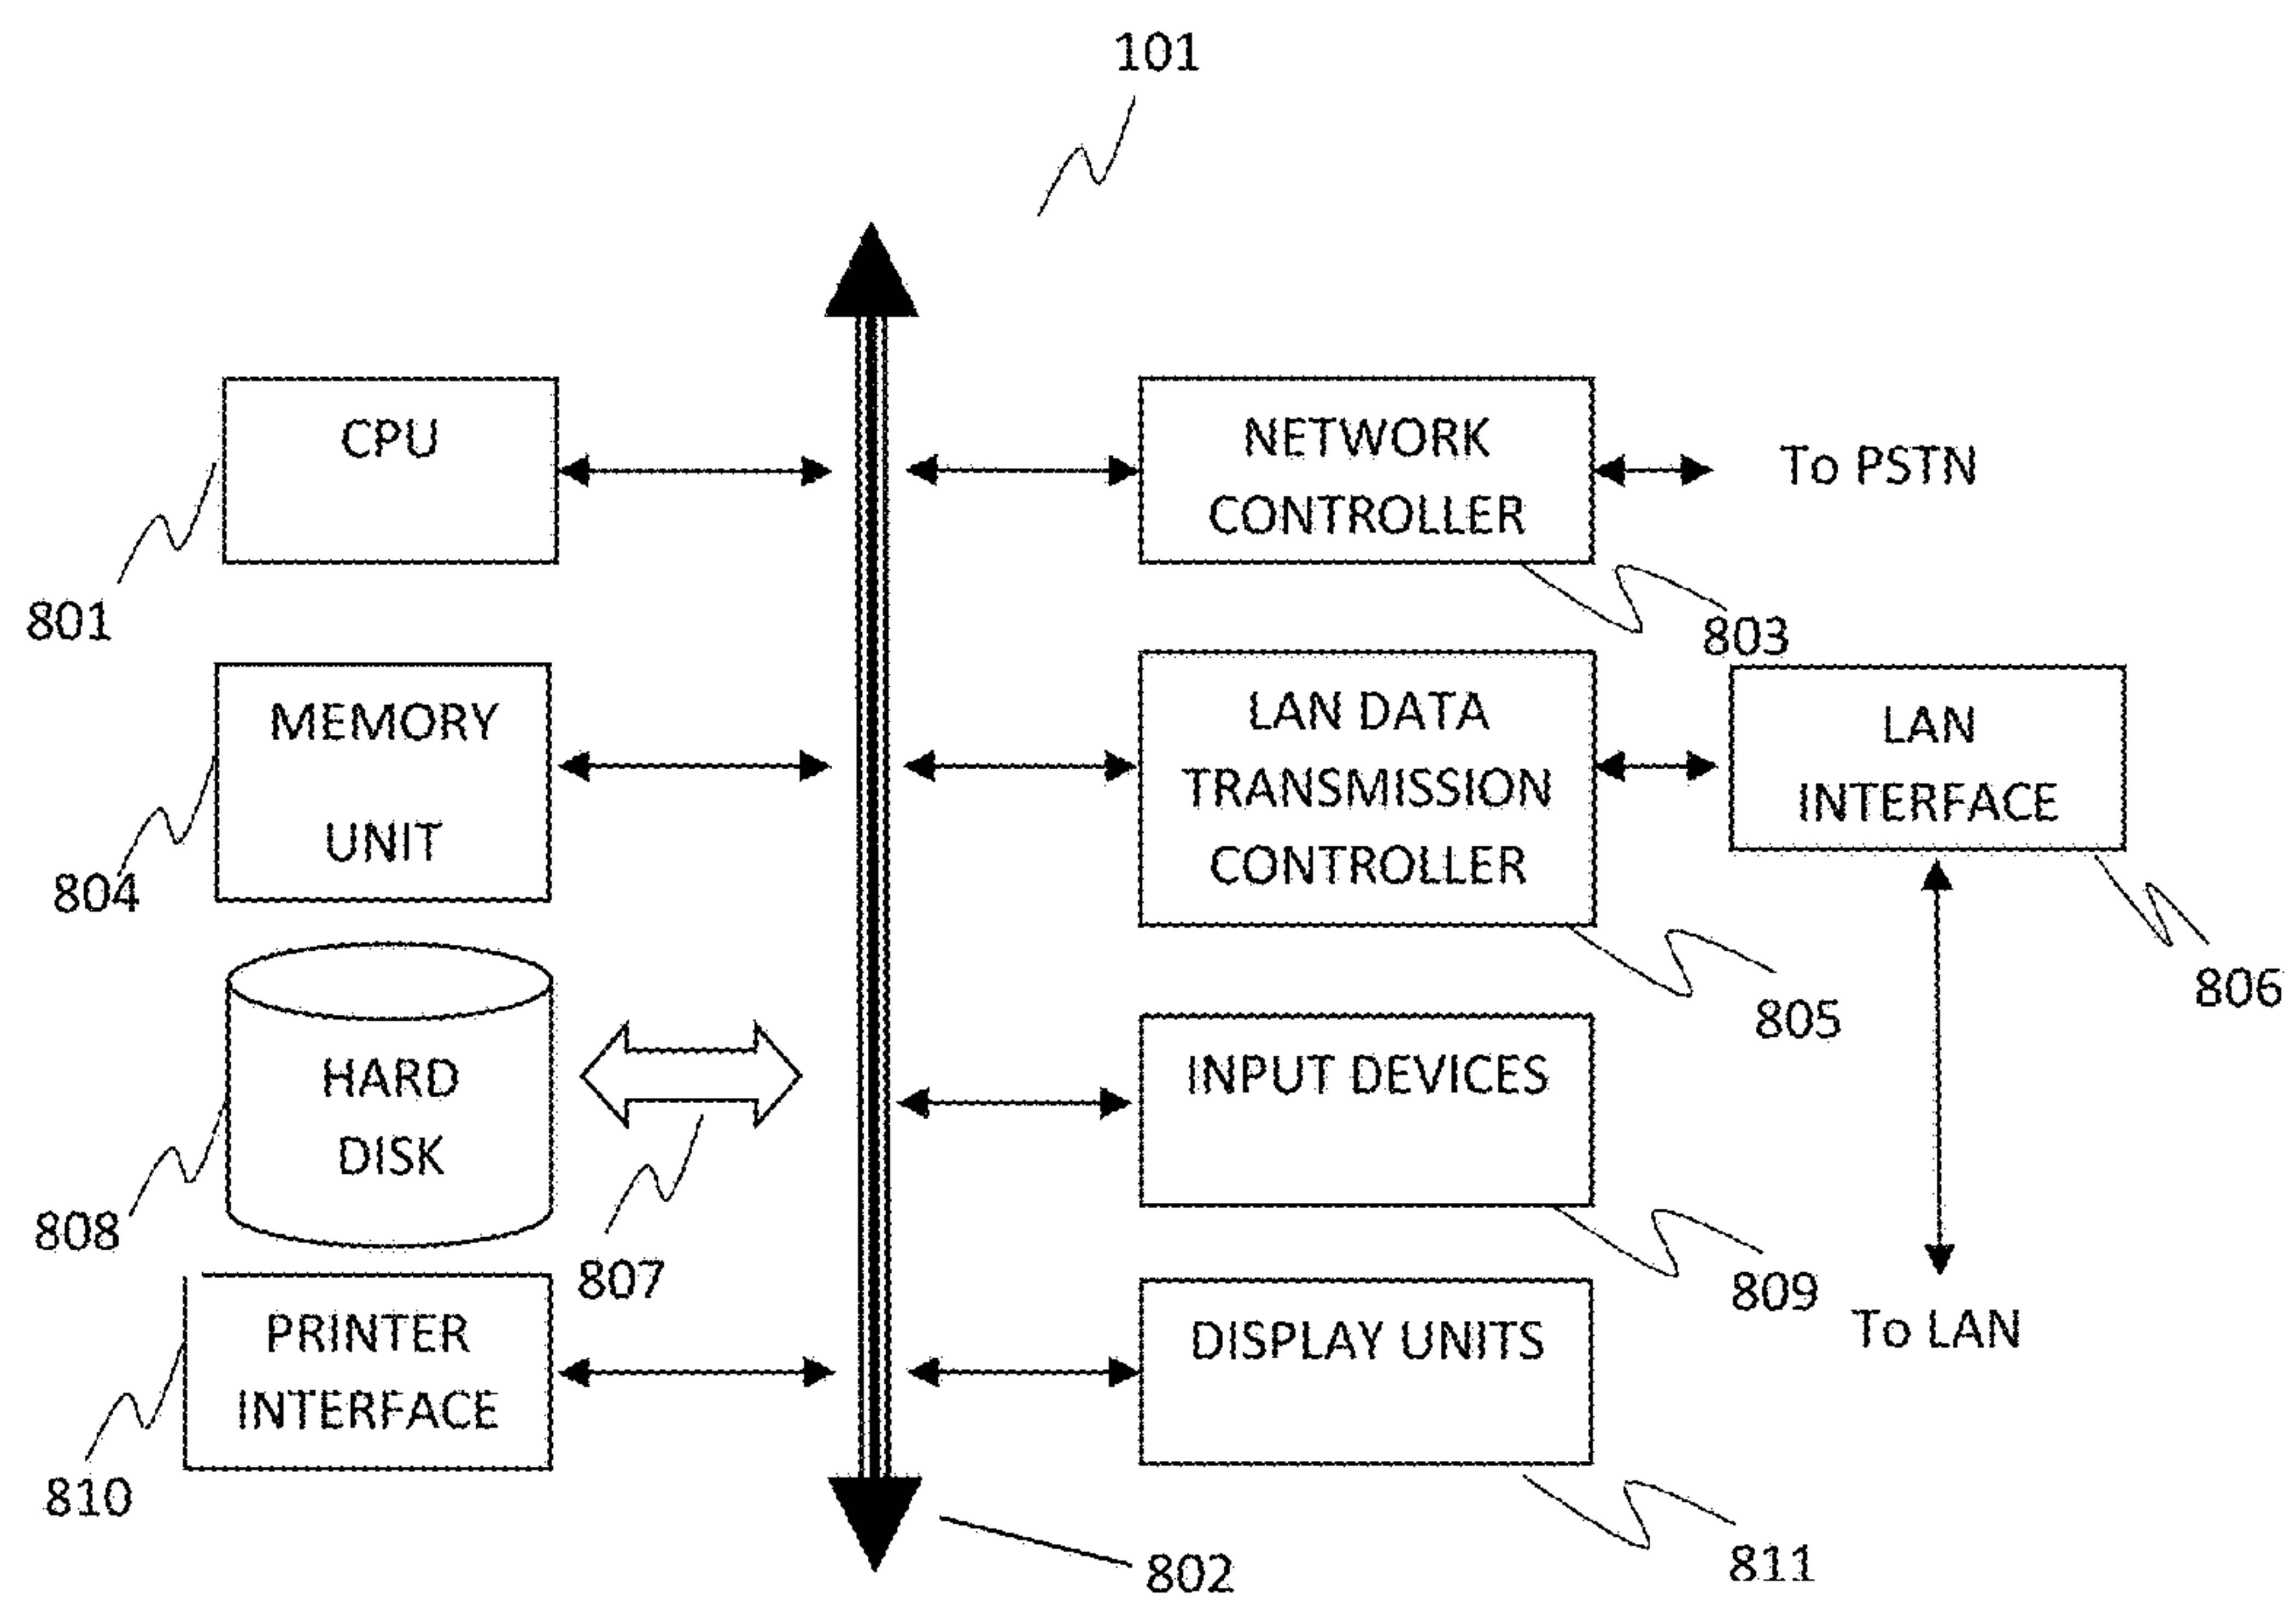 101
CPU
801
NETWORK
CONTROLLER
To PSTN
803
MEMORY
UNIT
804
LAN DATA
TRANSMISSION
CONTROLLER
805
LAN
INTERFACE
806
HARD
DISK
808
807
INPUT DEVICES
809
To LAN
PRINTER
INTERFACE
810
DISPLAY UNITS
811
802